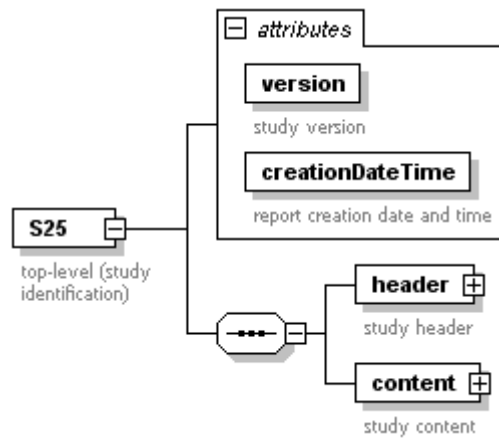 attributes
version
study version
creationDateTime
report creation date and time
S25
top-level (study
identification)
header
study header
content
study content